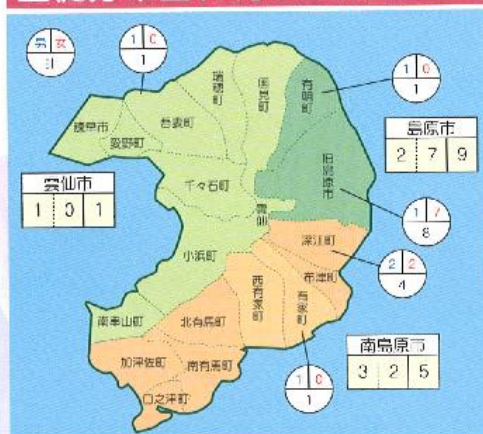 男 女
計
1 0
1
瑞穂町
国見町
有明町
1 0
1
諫早市
愛野町
吾妻町
島原市
2 7 9
千々石町
雲仙
旧島原市
雲仙市
1 0 1
1 7
8
小浜町
深江町
2 2
4
布津町
西有家町
有家町
南串山町
北有馬町
加津佐町
南有馬町
口之津町
1 0
1
南島原市
3 2 5